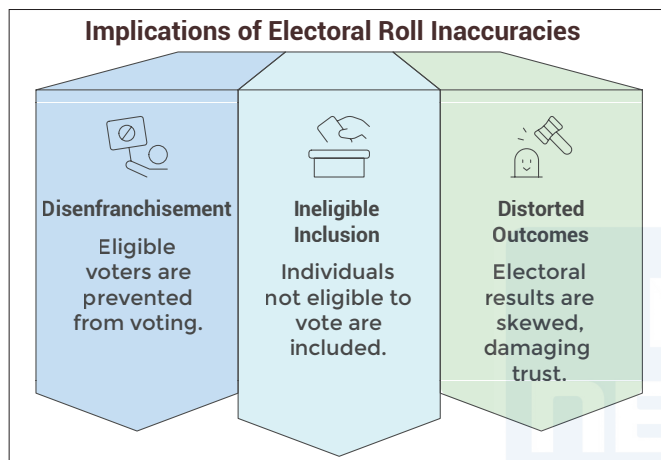 Implications of Electoral Roll Inaccuracies
Disenfranchisement
Eligible
voters are
prevented
from voting.
Ineligible
Inclusion
Individuals
not eligible to
vote are
included.
Distorted
Outcomes
Electoral
results are
skewed,
damaging
trust.